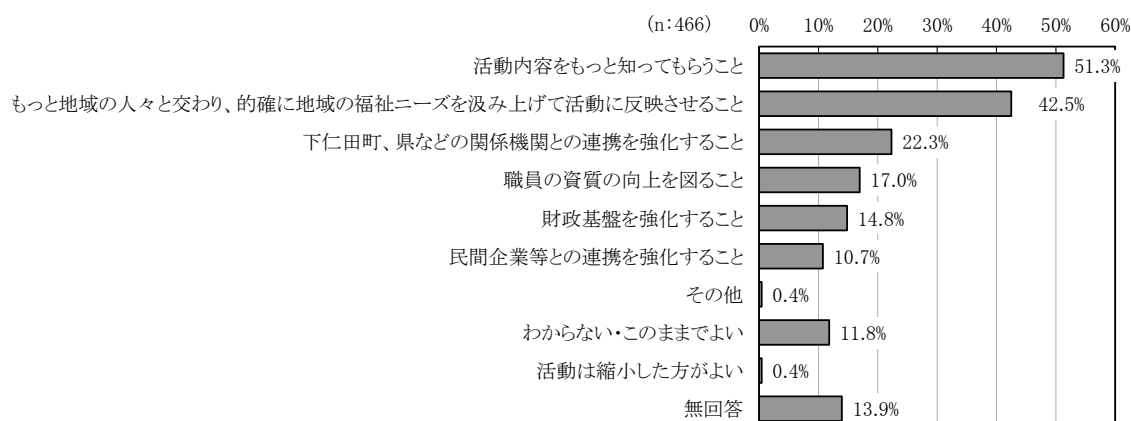 (n:466) 0% 10% 20% 30% 40% 50% 60%
活動内容をもっと知ってもらうこと 51.3%
もっと地域の人々と交わり、的確に地域の福祉ニーズを汲み上げて活動に反映させること 42.5%
下仁田町、県などの関係機関との連携を強化すること 22.3%
職員の資質の向上を図ること 17.0%
財政基盤を強化すること 14.8%
民間企業等との連携を強化すること 10.7%
その他 0.4%
わからない・このままでよい 11.8%
活動は縮小した方がよい 0.4%
無回答 13.9%